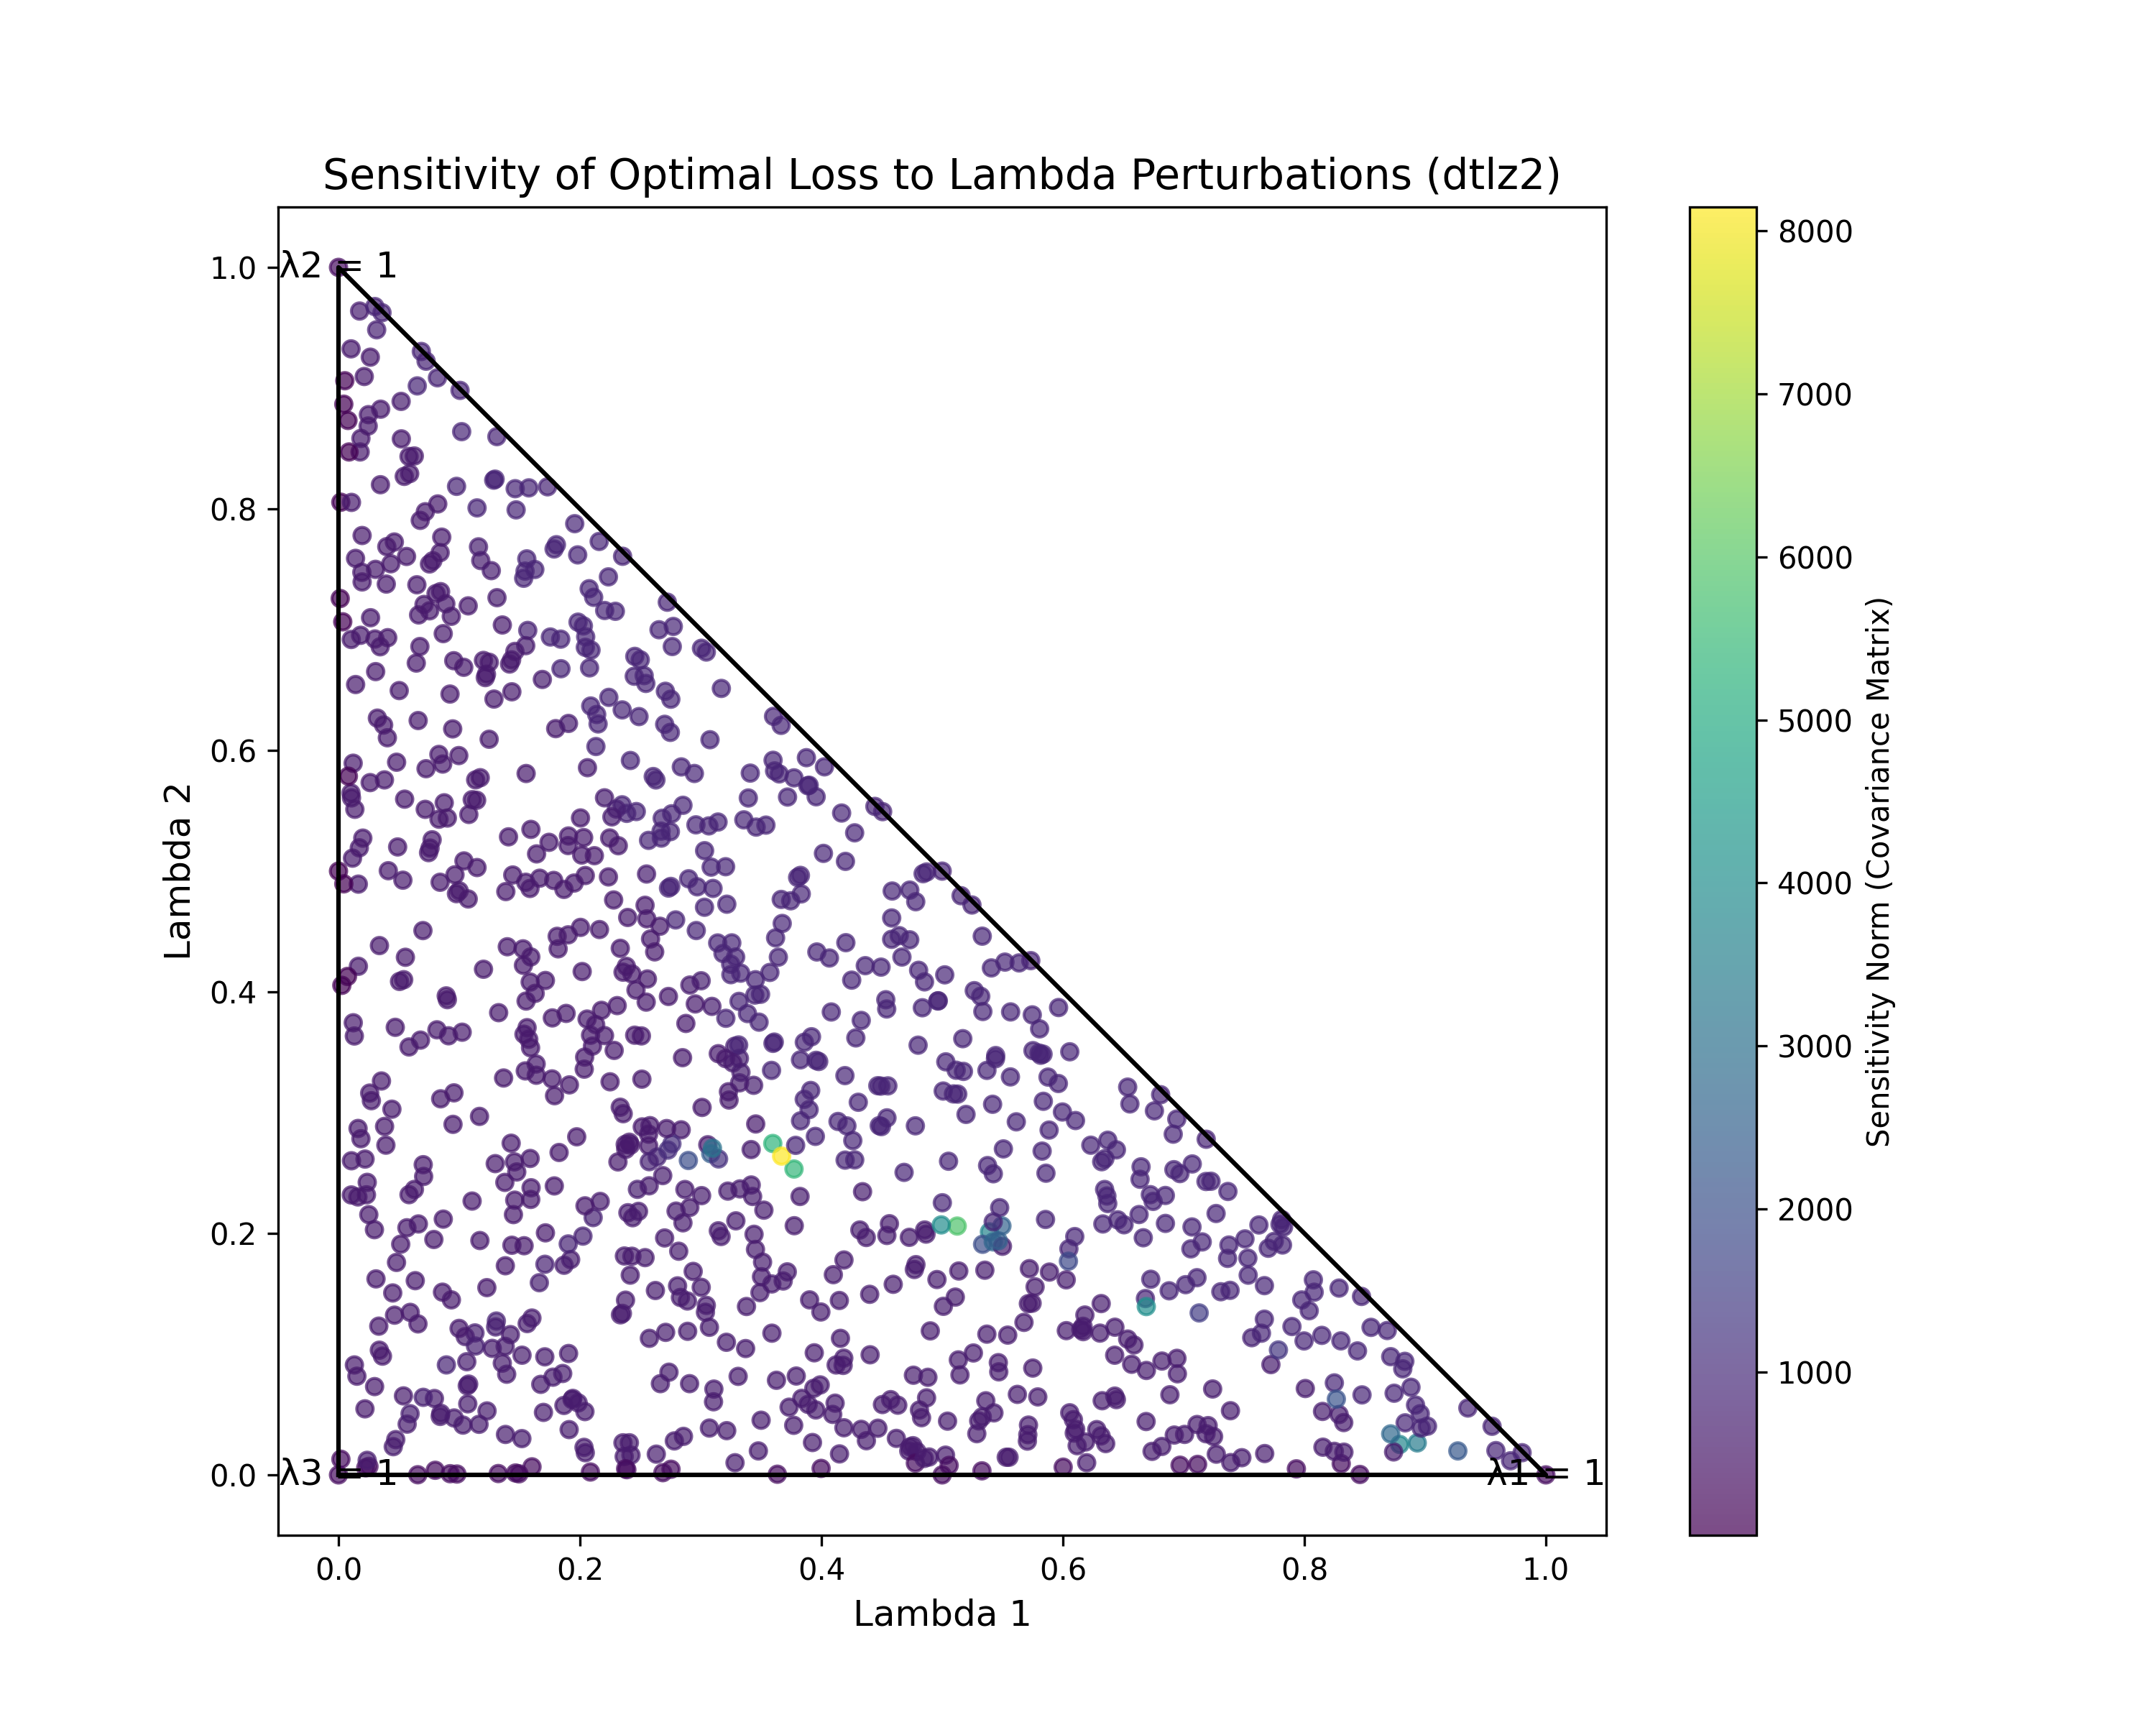 Sensitivity of Optimal Loss to Lambda Perturbations (dtlz2)
λ2 = 1
λ3 = 1
λ1 = 1
1.0
0.8
0.6
0.4
0.2
0.0
Lambda 2
0.0 0.2 0.4 0.6 0.8 1.0
Lambda 1
8000
7000
6000
5000
4000
3000
2000
1000
Sensitivity Norm (Covariance Matrix)